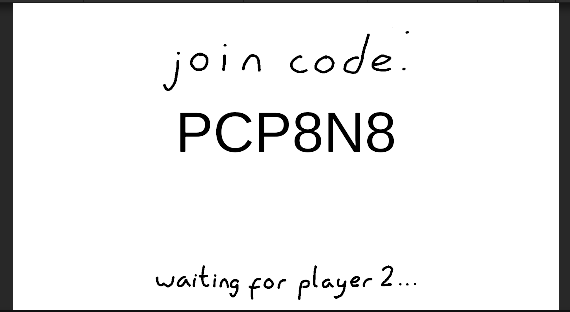 join code:
PCP8N8
waiting for player 2...